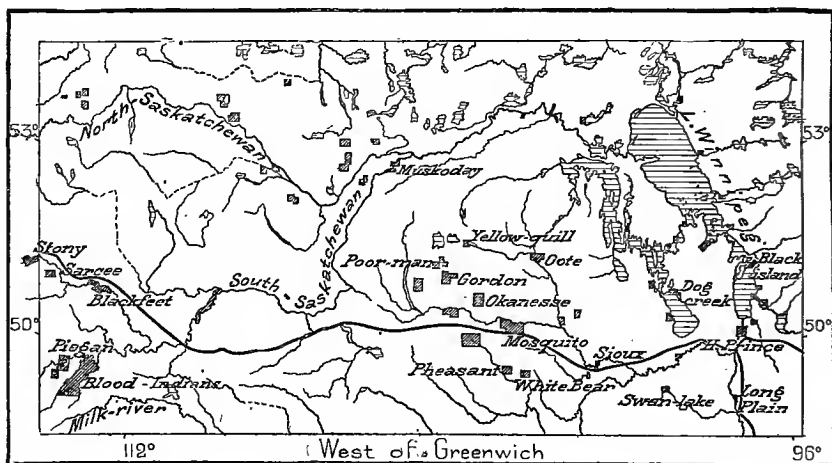 53°
53°
North Saskatchewan
L. Winnipeg
Muskoday
South Saskatchewan
Yellow-quill
Stony
Poor-man
Oote
Black island
Sarcee
Gordon
Blackfeet
Okanesse
Dog creek
50°
50°
Mosquito
H. Prince
Piegan
Sioux
Blood-Indians
Pheasant
White Bear
Long Plain
Swan-lake
Milk-river
112°
West of Greenwich
96°